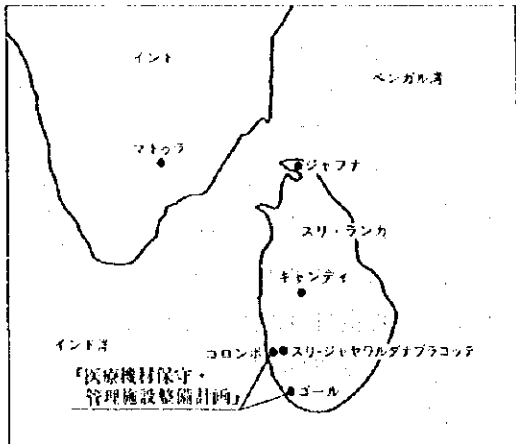 インド
ベンガル湾
マドゥラ
ジャフナ
スリ・ランカ
キャンディ
インド洋
コロンボ
スリ・ジャヤワルダナプラコッテ
「医療機材保守・
管理施設整備計画」
ゴール